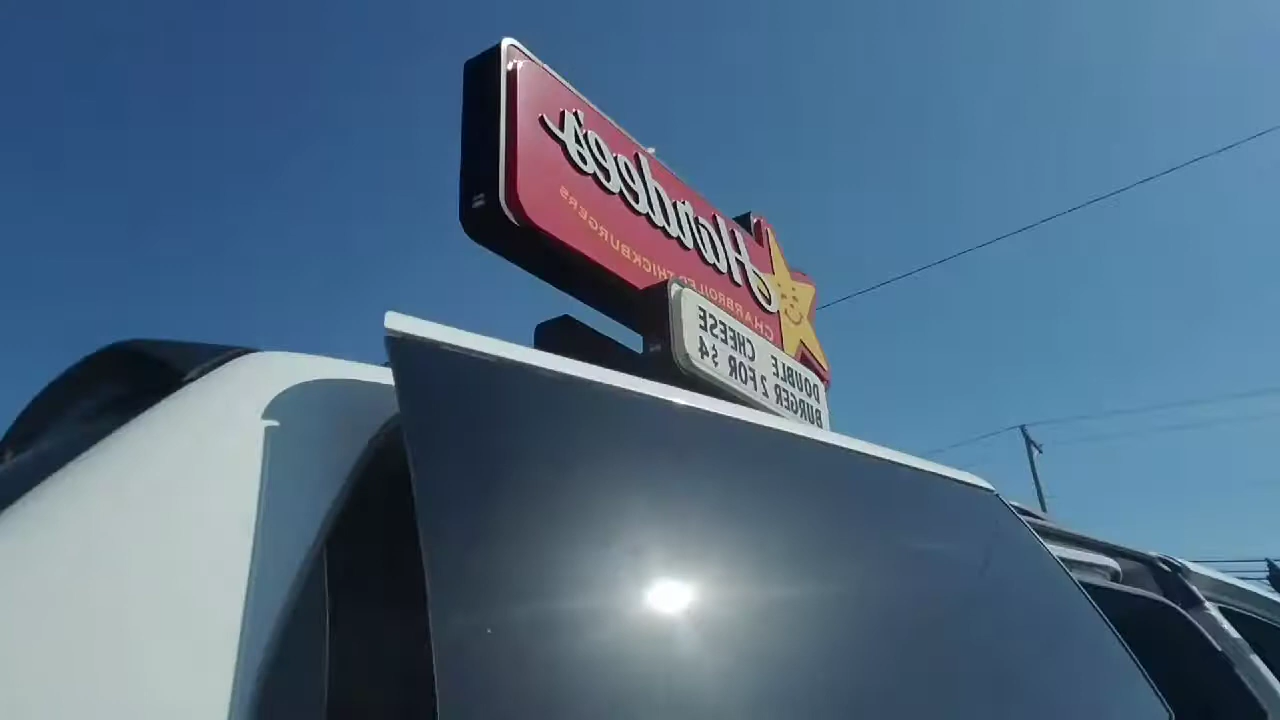 Hardee's
CHARBROILED THICKBURGERS
DOUBLE CHEESE
BURGER 2 FOR $4